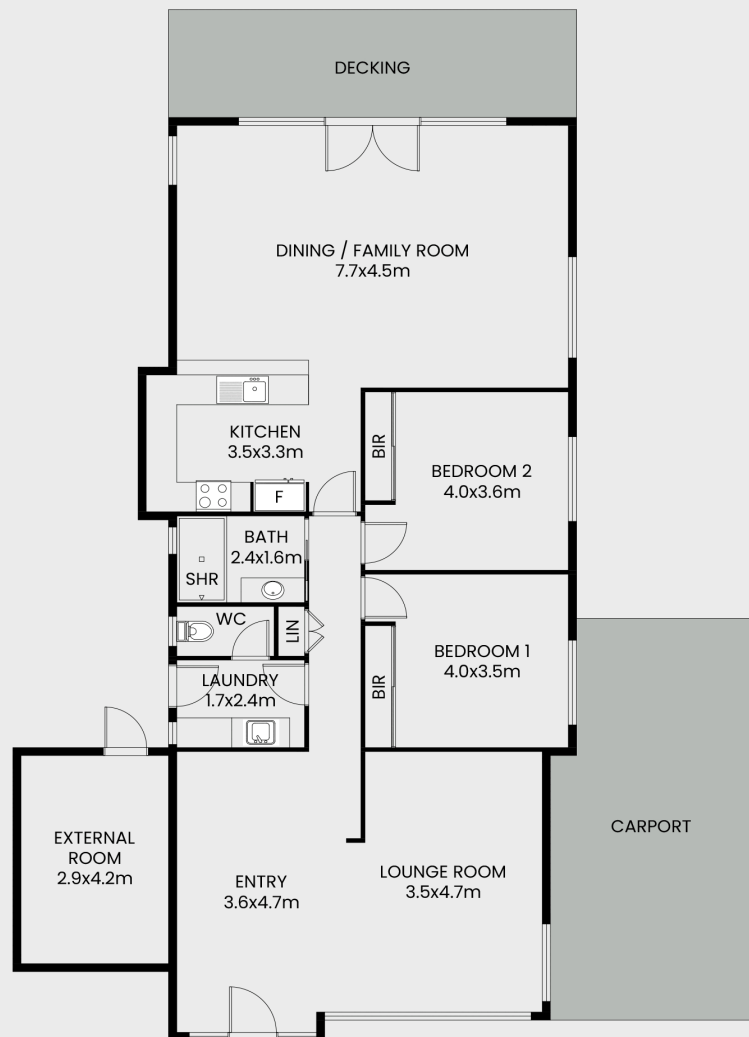 DECKING
DINING / FAMILY ROOM
7.7x4.5m
KITCHEN
3.5x3.3m
F
BIR
BEDROOM 2
4.0x3.6m
BATH
2.4x1.6m
SHR
WC
LIN
BEDROOM 1
4.0x3.5m
BIR
LAUNDRY
1.7x2.4m
EXTERNAL
ROOM
2.9x4.2m
ENTRY
3.6x4.7m
LOUNGE ROOM
3.5x4.7m
CARPORT